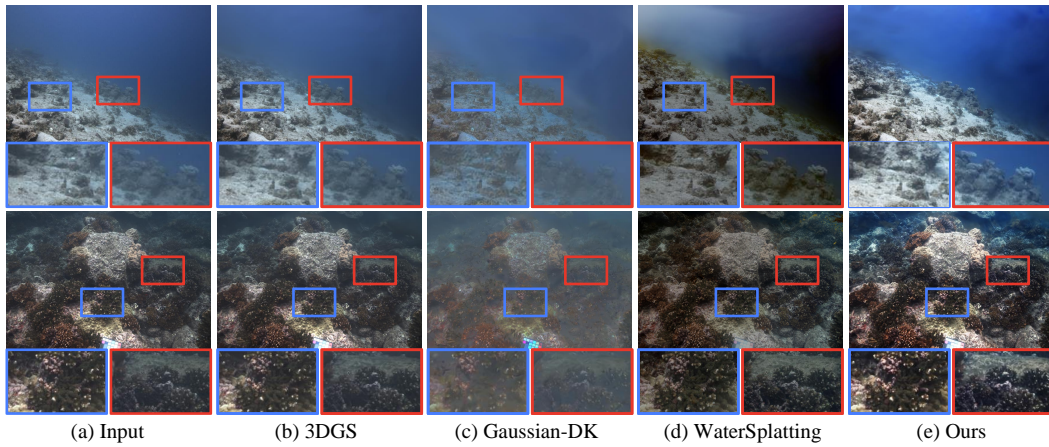 (a) Input
(b) 3DGS
(c) Gaussian-DK
(d) WaterSplatting
(e) Ours